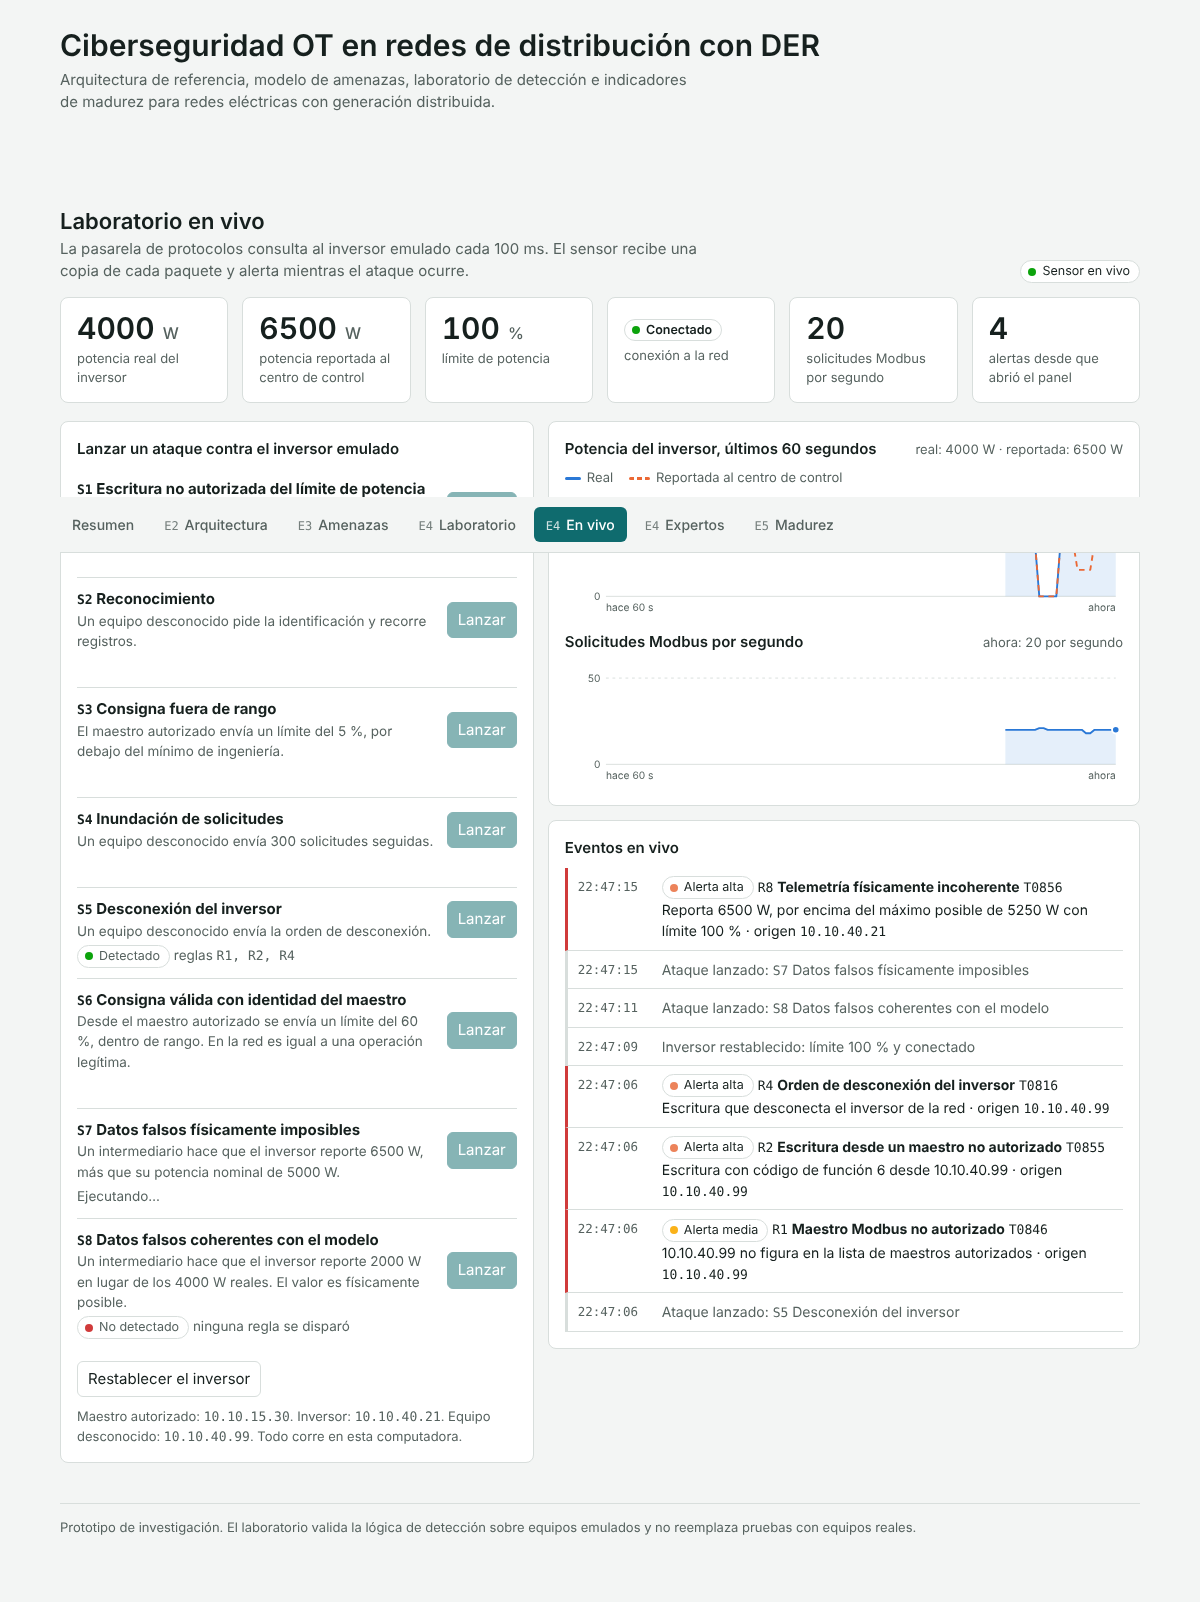 Ciberseguridad OT en redes de distribución con DER
Arquitectura de referencia, modelo de amenazas, laboratorio de detección e indicadores
de madurez para redes eléctricas con generación distribuida.
Laboratorio en vivo
La pasarela de protocolos consulta al inversor emulado cada 100 ms. El sensor recibe una
copia de cada paquete y alerta mientras el ataque ocurre.
Sensor en vivo
4000 W
potencia real del
inversor
6500 W
potencia reportada al
centro de control
100 %
límite de potencia
Conectado
conexión a la red
20
solicitudes Modbus
por segundo
4
alertas desde que
abrió el panel
Lanzar un ataque contra el inversor emulado
S1 Escritura no autorizada del límite de potencia
Potencia del inversor, últimos 60 segundos
real: 4000 W · reportada: 6500 W
Real
Reportada al centro de control
Resumen
E2 Arquitectura
E3 Amenazas
E4 Laboratorio
E4 En vivo
E4 Expertos
E5 Madurez
S2 Reconocimiento
Un equipo desconocido pide la identificación y recorre
registros.
Lanzar
S3 Consigna fuera de rango
El maestro autorizado envía un límite del 5 %, por
debajo del mínimo de ingeniería.
Lanzar
S4 Inundación de solicitudes
Un equipo desconocido envía 300 solicitudes seguidas.
Lanzar
S5 Desconexión del inversor
Un equipo desconocido envía la orden de desconexión.
Detectado reglas R1, R2, R4
Lanzar
S6 Consigna válida con identidad del maestro
Desde el maestro autorizado se envía un límite del 60
%, dentro de rango. En la red es igual a una operación
legítima.
Lanzar
S7 Datos falsos físicamente imposibles
Un intermediario hace que el inversor reporte 6500 W,
más que su potencia nominal de 5000 W.
Ejecutando...
Lanzar
S8 Datos falsos coherentes con el modelo
Un intermediario hace que el inversor reporte 2000 W
en lugar de los 4000 W reales. El valor es físicamente
posible.
No detectado ninguna regla se disparó
Lanzar
Restablecer el inversor
Maestro autorizado: 10.10.15.30. Inversor: 10.10.40.21. Equipo
desconocido: 10.10.40.99. Todo corre en esta computadora.
0
hace 60 s
ahora
Solicitudes Modbus por segundo
ahora: 20 por segundo
50
0
hace 60 s
ahora
Eventos en vivo
22:47:15 Alerta alta R8 Telemetría físicamente incoherente T0856
Reporta 6500 W, por encima del máximo posible de 5250 W con
límite 100 % · origen 10.10.40.21
22:47:15 Ataque lanzado: S7 Datos falsos físicamente imposibles
22:47:11 Ataque lanzado: S8 Datos falsos coherentes con el modelo
22:47:09 Inversor restablecido: límite 100 % y conectado
22:47:06 Alerta alta R4 Orden de desconexión del inversor T0816
Escritura que desconecta el inversor de la red · origen 10.10.40.99
22:47:06 Alerta alta R2 Escritura desde un maestro no autorizado T0855
Escritura con código de función 6 desde 10.10.40.99 · origen
10.10.40.99
22:47:06 Alerta media R1 Maestro Modbus no autorizado T0846
10.10.40.99 no figura en la lista de maestros autorizados · origen
10.10.40.99
22:47:06 Ataque lanzado: S5 Desconexión del inversor
Prototipo de investigación. El laboratorio valida la lógica de detección sobre equipos emulados y no reemplaza pruebas con equipos reales.